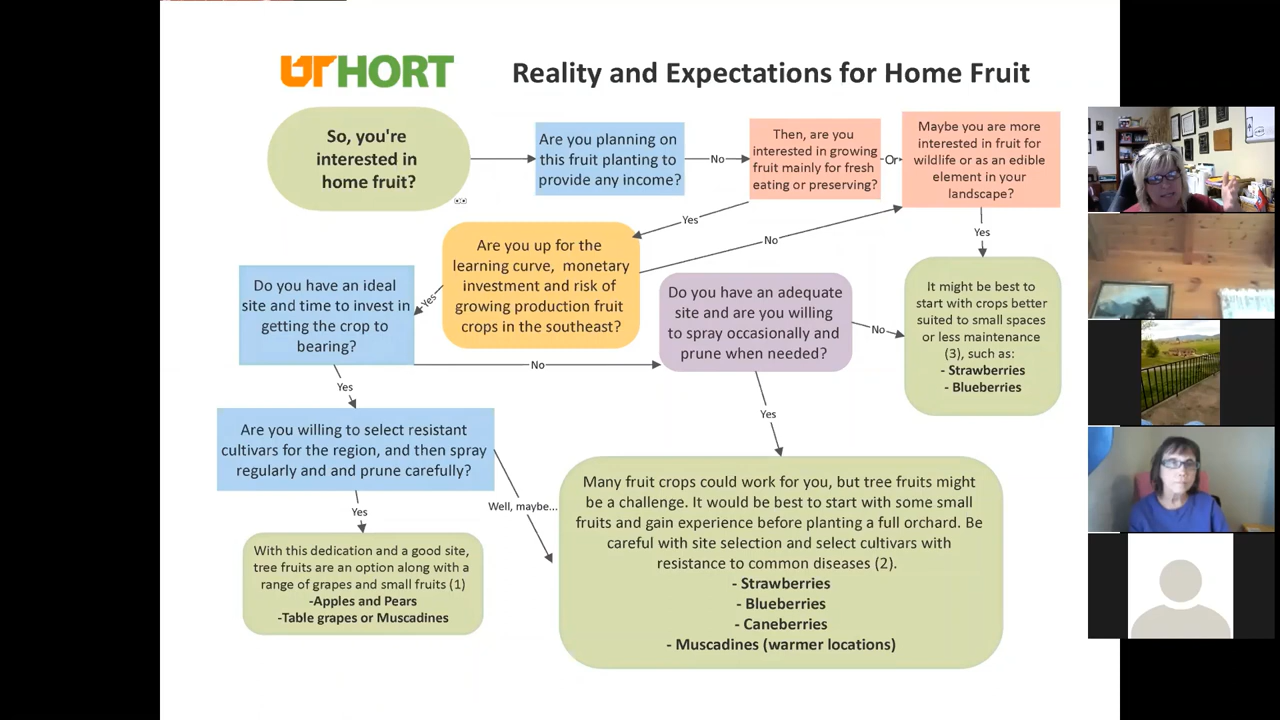 UTHORT
Reality and Expectations for Home Fruit
So, you're
interested in
home fruit?
Are you planning on
this fruit planting to
provide any income?
No
Then, are you
interested in growing
fruit mainly for fresh
eating or preserving?
Or
Maybe you are more
interested in fruit for
wildlife or as an edible
element in your
landscape?
Yes
No
Yes
Are you up for the
learning curve, monetary
investment and risk of
growing production fruit
crops in the southeast?
Yes
Do you have an ideal
site and time to invest in
getting the crop to
bearing?
No
Do you have an adequate
site and are you willing
to spray occasionally and
prune when needed?
No
It might be best to
start with crops better
suited to small spaces
or less maintenance
(3), such as:
- Strawberries
- Blueberries
Yes
Yes
Are you willing to select resistant
cultivars for the region, and then spray
regularly and and prune carefully?
Well, maybe...
Yes
With this dedication and a good site,
tree fruits are an option along with a
range of grapes and small fruits (1)
-Apples and Pears
-Table grapes or Muscadines
Many fruit crops could work for you, but tree fruits might
be a challenge. It would be best to start with some small
fruits and gain experience before planting a full orchard. Be
careful with site selection and select cultivars with
resistance to common diseases (2).
- Strawberries
- Blueberries
- Caneberries
- Muscadines (warmer locations)